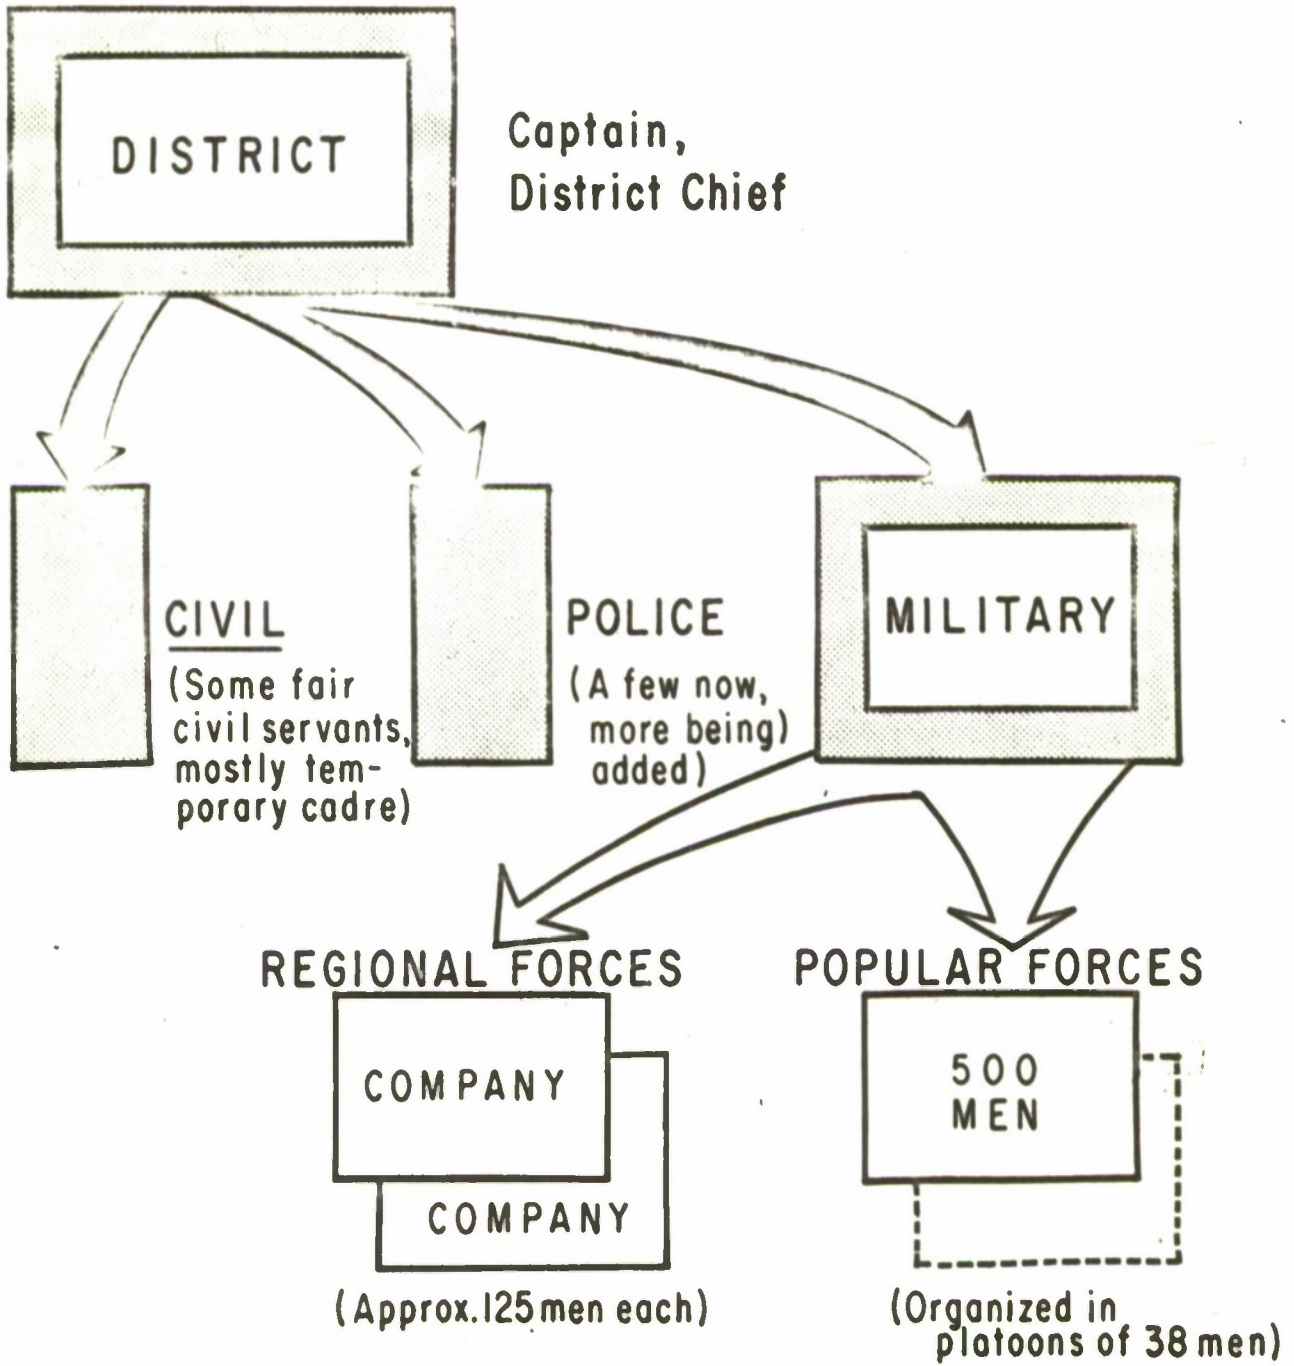 DISTRICT
Captain,
District Chief
CIVIL
(Some fair
civil servants,
mostly tem-
porary cadre)
POLICE
(A few now,
more being)
added)
MILITARY
REGIONAL FORCES
COMPANY
COMPANY
(Approx. 125 men each)
POPULAR FORCES
500
MEN
(Organized in
platoons of 38 men)